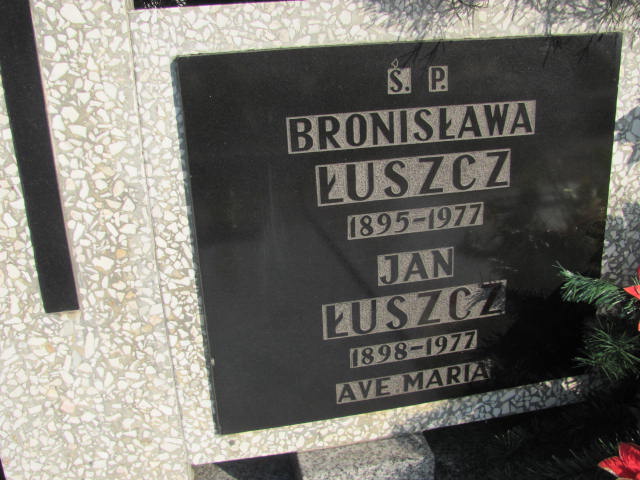 Ś. P.
BRONISŁAWA
ŁUSZCZ
1895-1977
JAN
ŁUSZCZ
1898-1977
AVE MARIA